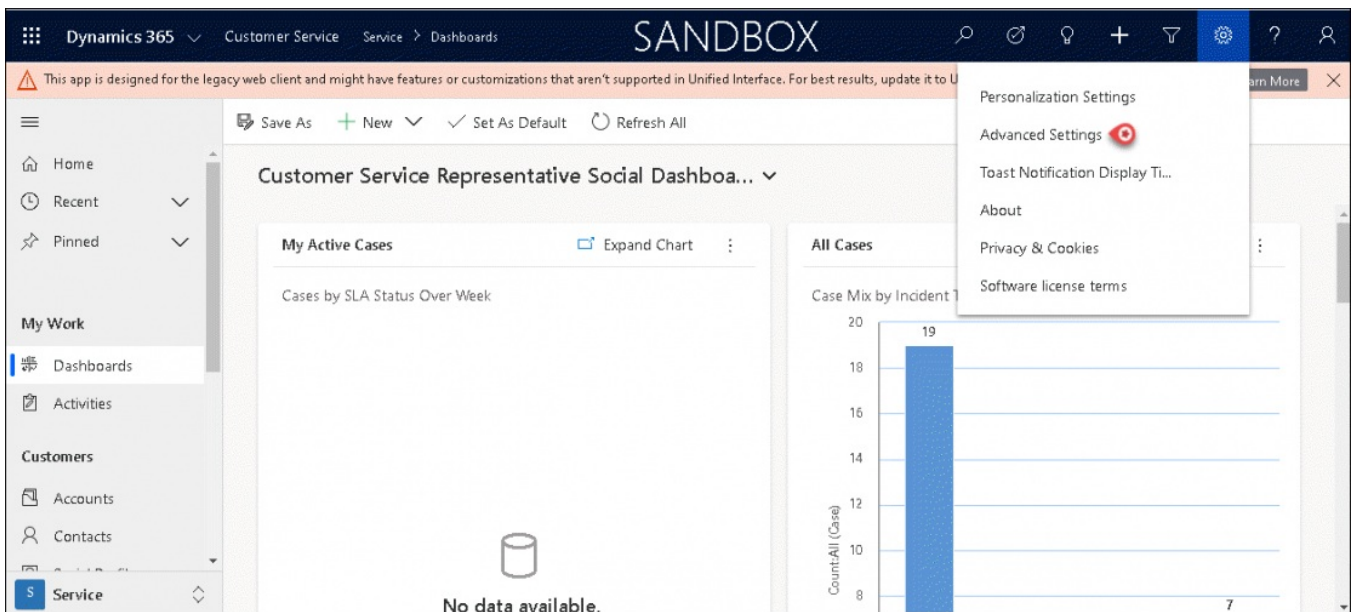 Dynamics 365 Customer Service Service > Dashboards SANDBOX
This app is designed for the legacy web client and might have features or customizations that aren't supported in Unified Interface. For best results, update it to U
arn More
Personalization Settings
Advanced Settings
Toast Notification Display Ti...
About
Privacy & Cookies
Software license terms
Save As New Set As Default Refresh All
Home
Recent
Pinned
My Work
Dashboards
Activities
Customers
Accounts
Contacts
S Service
Customer Service Representative Social Dashboa...
My Active Cases Expand Chart
Cases by SLA Status Over Week
No data available.
All Cases
Case Mix by Incident T
Count:All (Case)
20
18
16
14
12
10
8
19
7